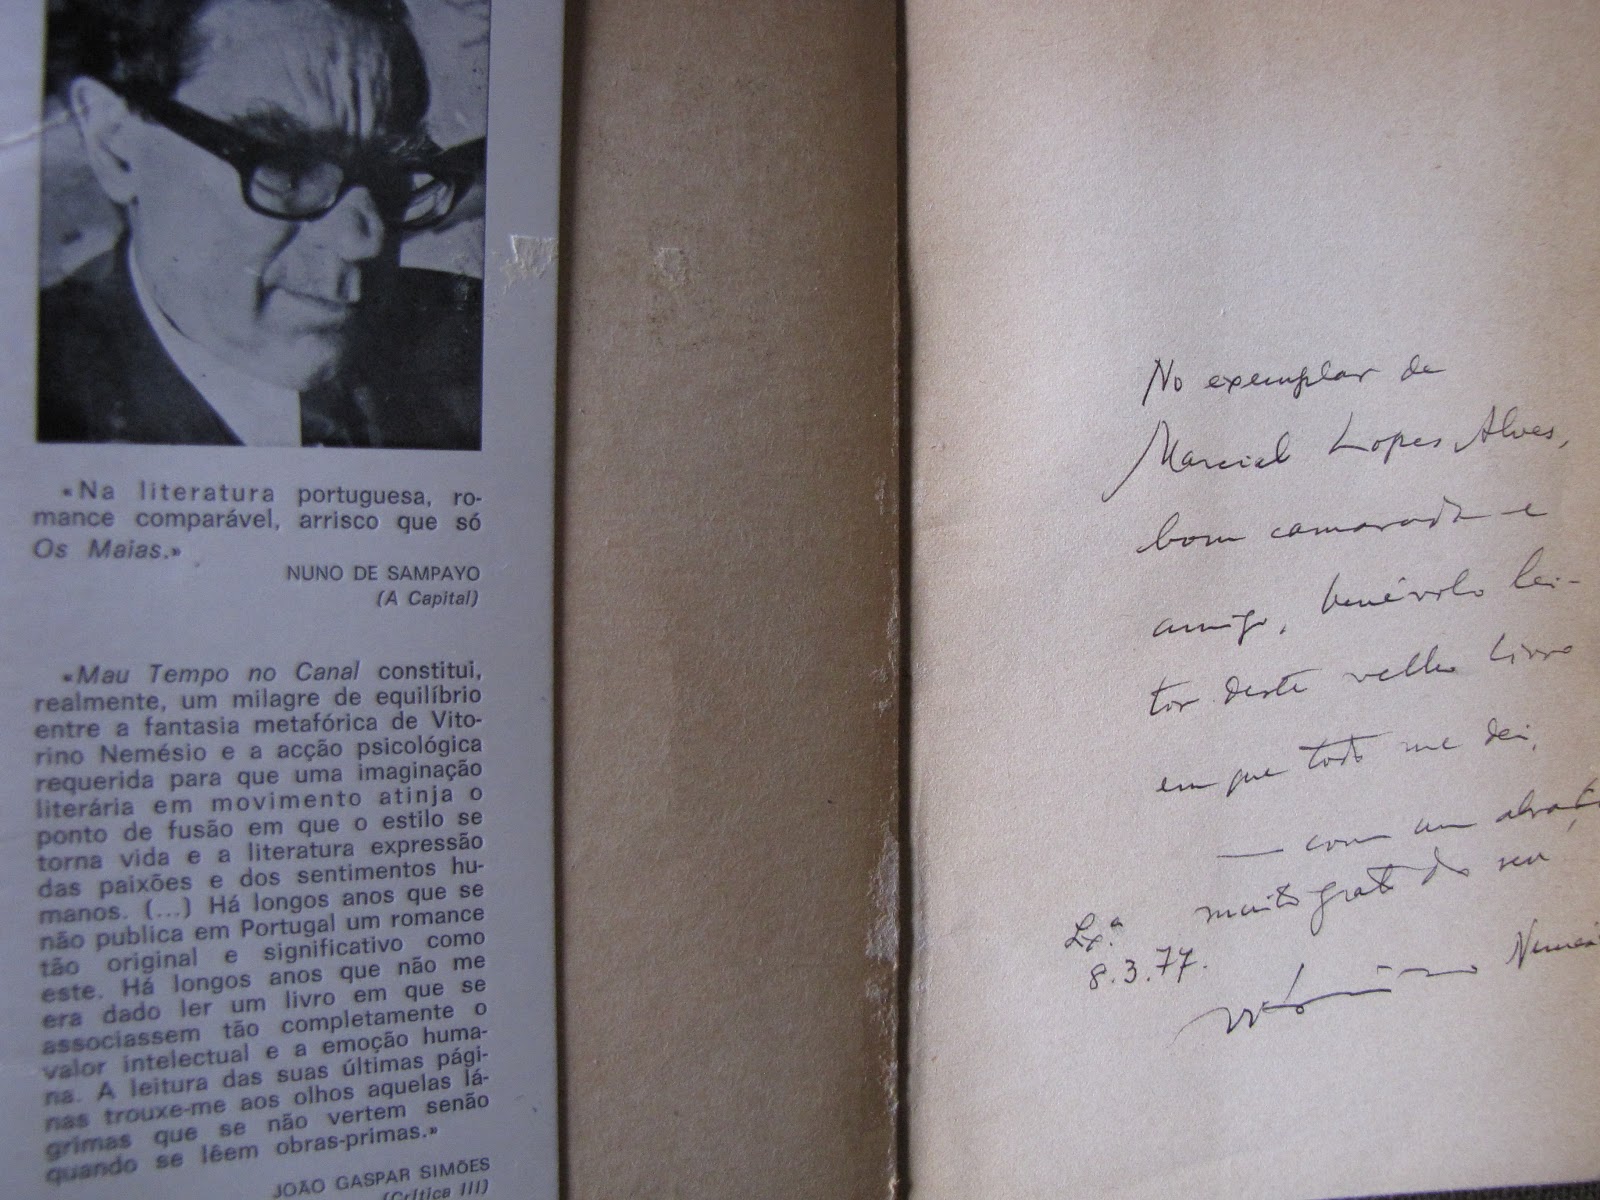 «Na literatura portuguesa, ro-
mance comparável, arrisco que só
Os Maias.»
NUNO DE SAMPAYO
(A Capital)
«Mau Tempo no Canal constitui,
realmente, um milagre de equilíbrio
entre a fantasia metafórica de Vito-
rino Nemésio e a acção psicológica
requerida para que uma imaginação
literária em movimento atinja o
ponto de fusão em que o estilo se
torna vida e a literatura expressão
das paixões e dos sentimentos hu-
manos. (...) Há longos anos que se
não publica em Portugal um romance
tão original e significativo como
este. Há longos anos que não me
era dado ler um livro em que se
associassem tão completamente o
valor intelectual e a emoção huma-
na. A leitura das suas últimas pági-
nas trouxe-me aos olhos aquelas lá-
grimas que se não vertem senão
quando se lêem obras-primas.»
JOÃO GASPAR SIMÕES
(Crítica III)
No exemplar de
Marcial Lopes Alves,
bom camarada e
amigo, benévolo lei-
tor deste velho livro
em que todo me dei,
— com um abraço
muito grato do seu
Lx.ª
8.3.77.
Vitorino Nemésio